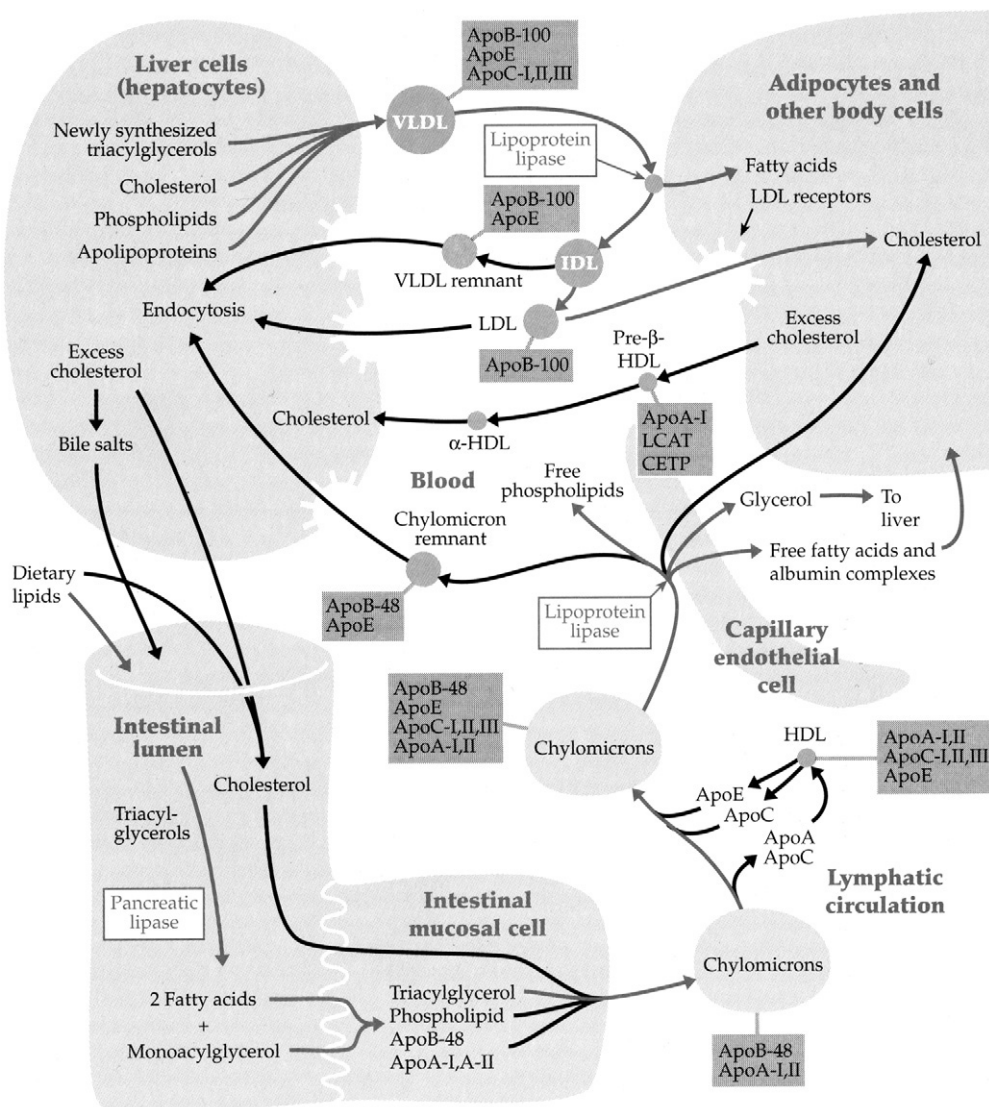 ApoB-100
ApoE
ApoC-I,II,III
Liver cells
(hepatocytes)
Adipocytes and
other body cells
VLDL
Newly synthesized
triacylglycerols
Lipoprotein
lipase
Fatty acids
Cholesterol
ApoB-100
ApoE
LDL receptors
Phospholipids
Apolipoproteins
Cholesterol
IDL
VLDL remnant
Endocytosis
LDL
Excess
cholesterol
Pre-β-
HDL
Excess
cholesterol
ApoB-100
Cholesterol
α-HDL
ApoA-I
LCAT
CETP
Bile salts
Blood
Free
phospholipids
Glycerol
To
liver
Chylomicron
remnant
Free fatty acids and
albumin complexes
Dietary
lipids
ApoB-48
ApoE
Lipoprotein
lipase
Capillary
endothelial
cell
ApoB-48
ApoE
ApoC-I,II,III
ApoA-I,II
Intestinal
lumen
Chylomicrons
HDL
ApoA-I,II
ApoC-I,II,III
ApoE
Cholesterol
ApoE
ApoC
Triacyl-
glycerols
ApoA
ApoC
Lymphatic
circulation
Pancreatic
lipase
Intestinal
mucosal cell
Chylomicrons
2 Fatty acids
+
Monoacylglycerol
Triacylglycerol
Phospholipid
ApoB-48
ApoA-I,A-II
ApoB-48
ApoA-I,II